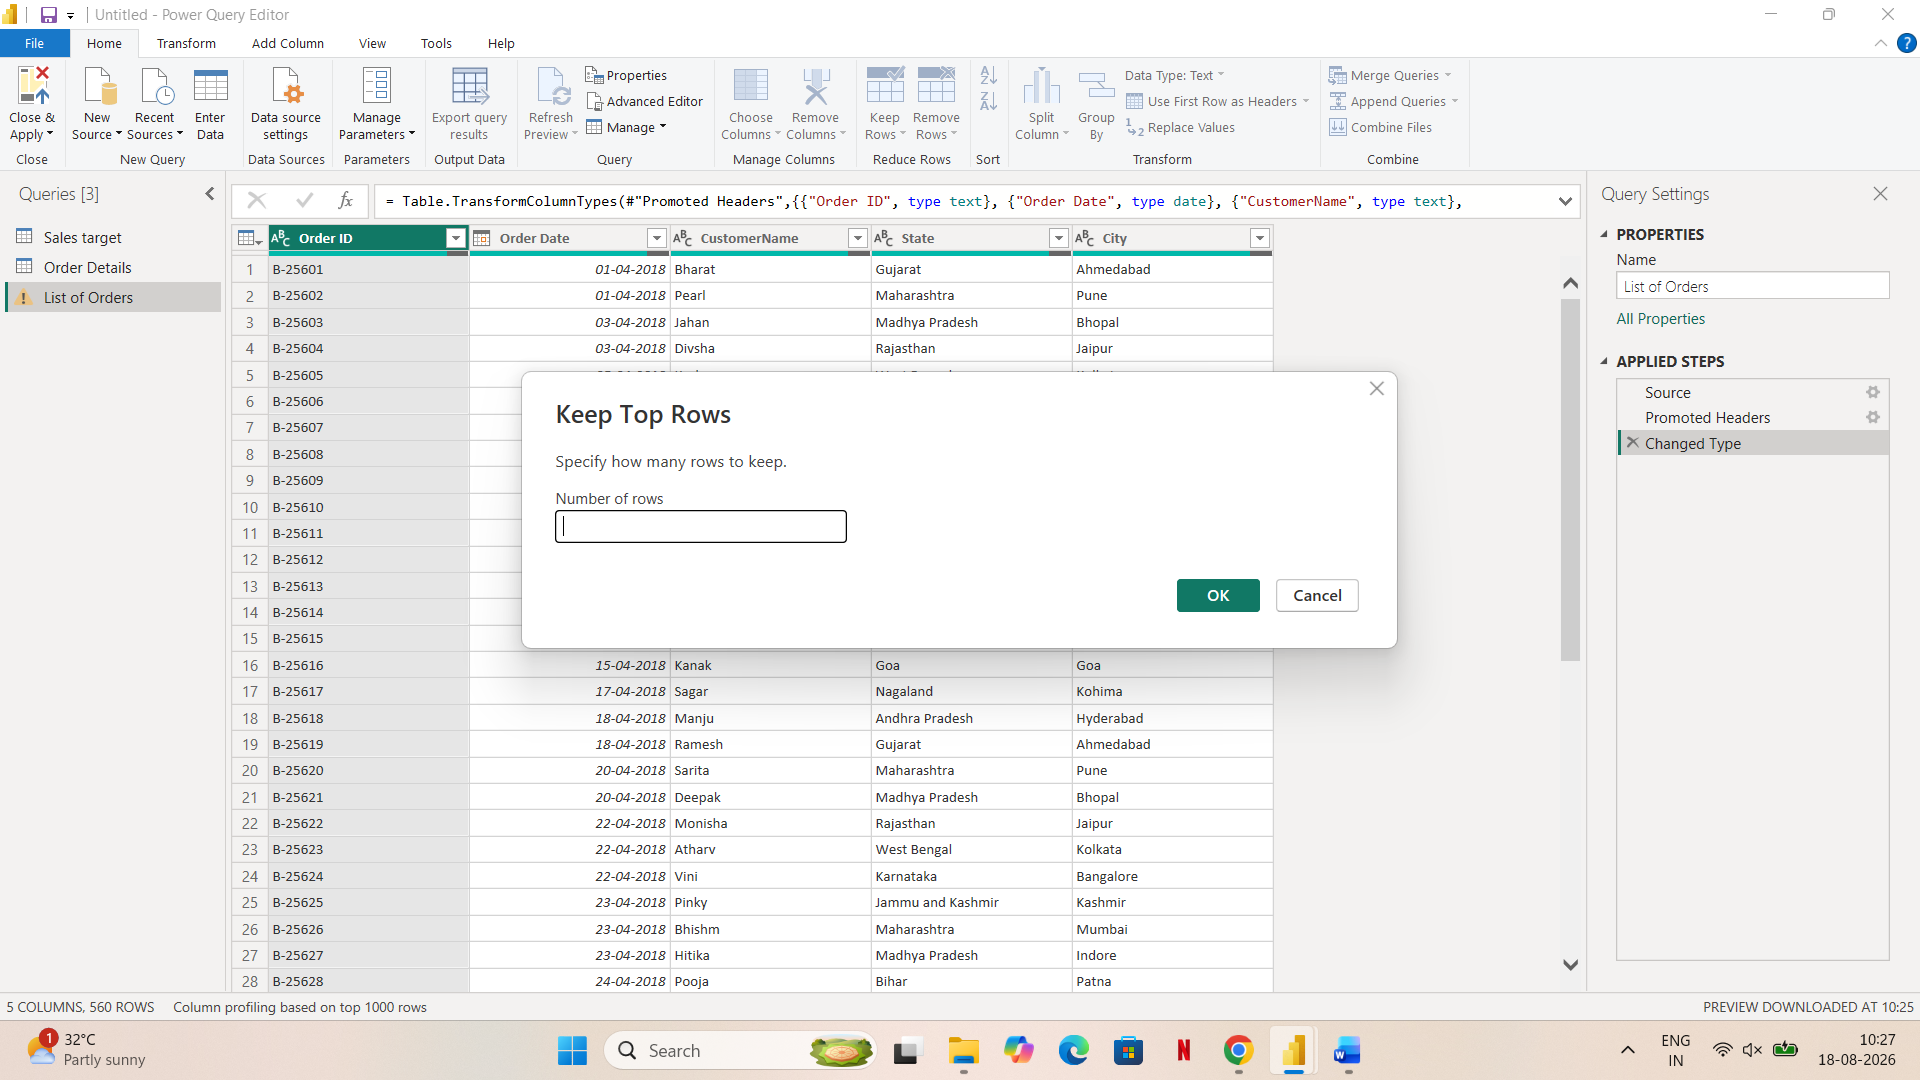 Untitled - Power Query Editor
File
Home
Transform
Add Column
View
Tools
Help
Close & Apply
New Source
Recent Sources
Enter Data
Data source settings
Manage Parameters
Export query results
Refresh Preview
Properties
Advanced Editor
Manage
Choose Columns
Remove Columns
Keep Rows
Remove Rows
Split Column
Group By
Data Type: Text
Use First Row as Headers
Replace Values
Merge Queries
Append Queries
Combine Files
Close
New Query
Data Sources
Parameters
Output Data
Query
Manage Columns
Reduce Rows
Sort
Transform
Combine
Queries [3]
Sales target
Order Details
List of Orders
fx
= Table.TransformColumnTypes(#"Promoted Headers",{{"Order ID", type text}, {"Order Date", type date}, {"CustomerName", type text},
Order ID Order Date CustomerName State City
1 B-25601 01-04-2018 Bharat Gujarat Ahmedabad
2 B-25602 01-04-2018 Pearl Maharashtra Pune
3 B-25603 03-04-2018 Jahan Madhya Pradesh Bhopal
4 B-25604 03-04-2018 Divsha Rajasthan Jaipur
5 B-25605
6 B-25606
7 B-25607
8 B-25608
9 B-25609
10 B-25610
11 B-25611
12 B-25612
13 B-25613
14 B-25614
15 B-25615
16 B-25616 15-04-2018 Kanak Goa Goa
17 B-25617 17-04-2018 Sagar Nagaland Kohima
18 B-25618 18-04-2018 Manju Andhra Pradesh Hyderabad
19 B-25619 18-04-2018 Ramesh Gujarat Ahmedabad
20 B-25620 20-04-2018 Sarita Maharashtra Pune
21 B-25621 20-04-2018 Deepak Madhya Pradesh Bhopal
22 B-25622 22-04-2018 Monisha Rajasthan Jaipur
23 B-25623 22-04-2018 Atharv West Bengal Kolkata
24 B-25624 22-04-2018 Vini Karnataka Bangalore
25 B-25625 23-04-2018 Pinky Jammu and Kashmir Kashmir
26 B-25626 23-04-2018 Bhishm Maharashtra Mumbai
27 B-25627 23-04-2018 Hitika Madhya Pradesh Indore
28 B-25628 24-04-2018 Pooja Bihar Patna
Keep Top Rows
Specify how many rows to keep.
Number of rows
OK
Cancel
Query Settings
PROPERTIES
Name
List of Orders
All Properties
APPLIED STEPS
Source
Promoted Headers
Changed Type
5 COLUMNS, 560 ROWS
Column profiling based on top 1000 rows
PREVIEW DOWNLOADED AT 10:25
1
32°C
Partly sunny
Search
ENG
IN
10:27
18-08-2026